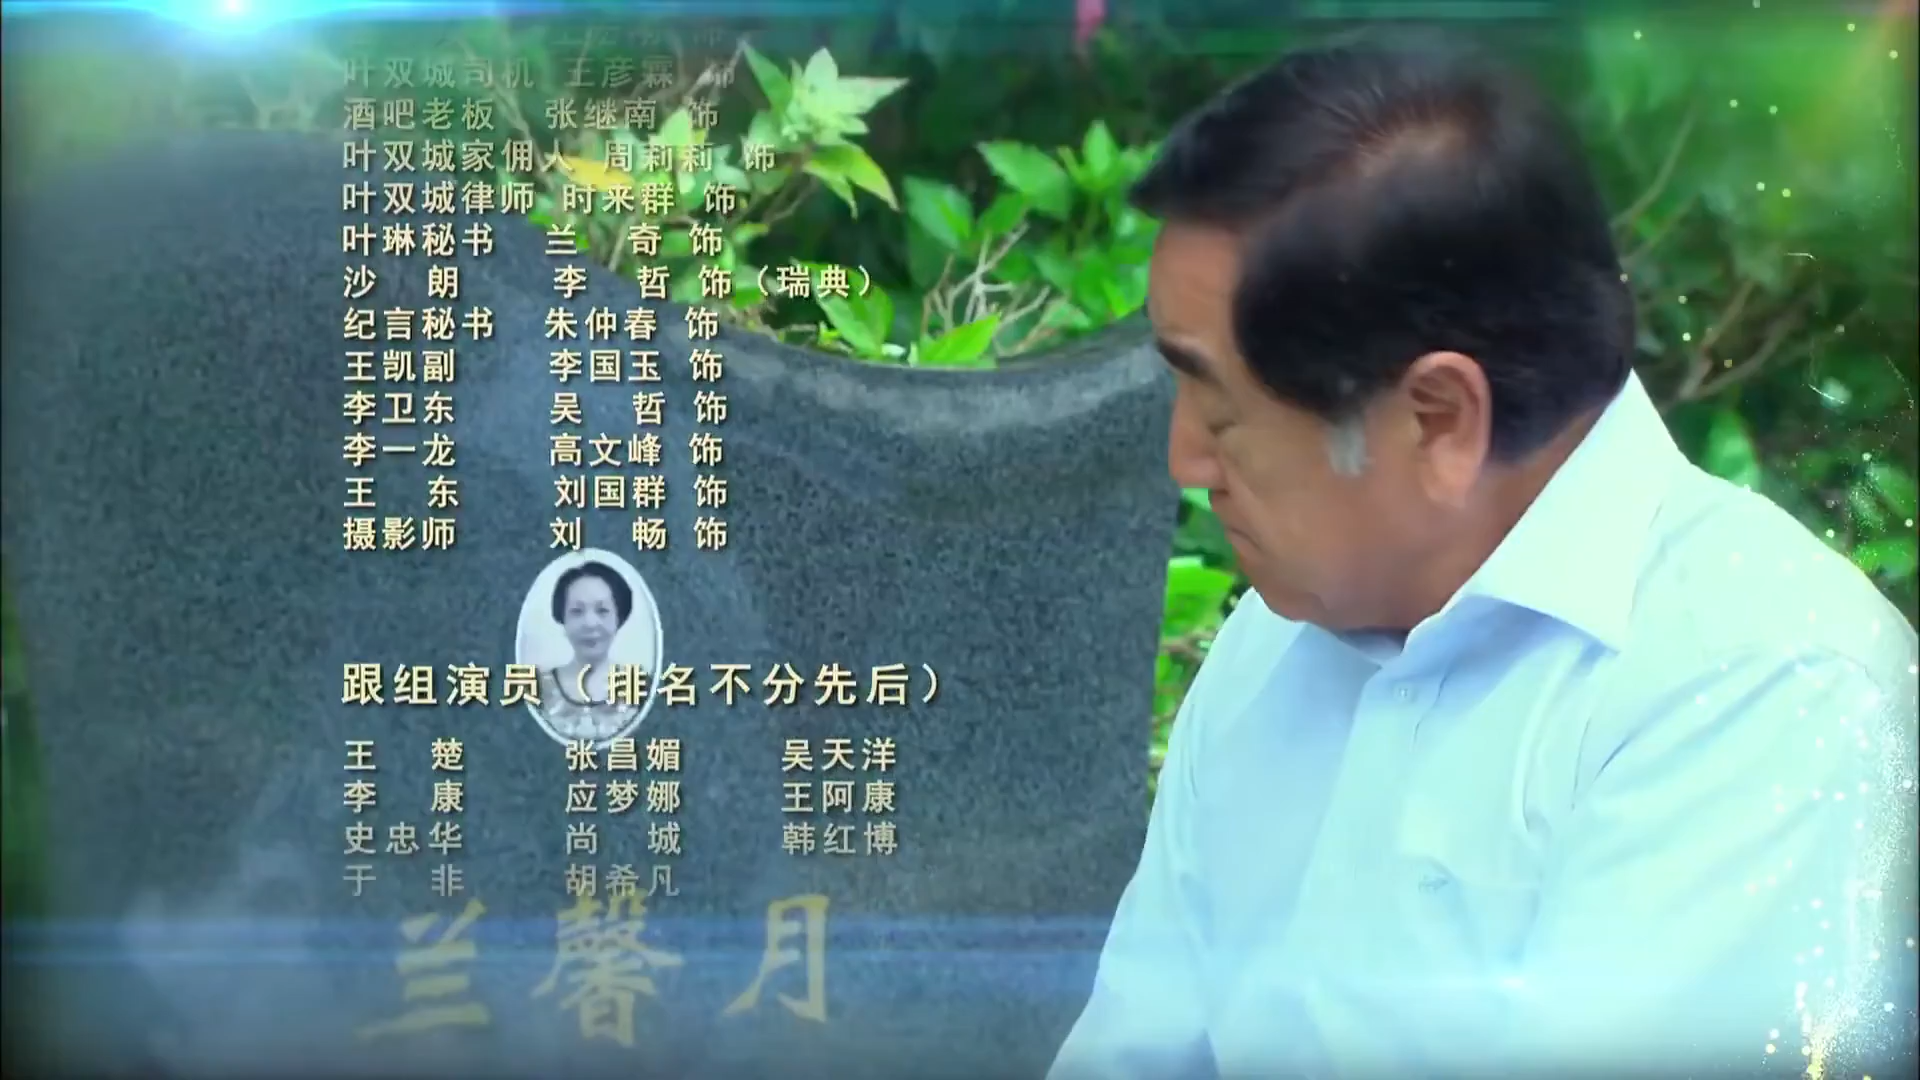 叶双城司机 王彦霖 饰
酒吧老板 张继南 饰
叶双城家佣人 周莉莉 饰
叶双城律师 时来群 饰
叶琳秘书 兰奇 饰
沙朗 李哲 饰（瑞典）
纪言秘书 朱仲春 饰
王凯副 李国玉 饰
李卫东 吴哲 饰
李一龙 高文峰 饰
王东 刘国群 饰
摄影师 刘畅 饰
跟组演员（排名不分先后）
王楚 张昌媚 吴天洋
李康 应梦娜 王阿康
史忠华 尚城 韩红博
于非 胡希凡
兰馨月